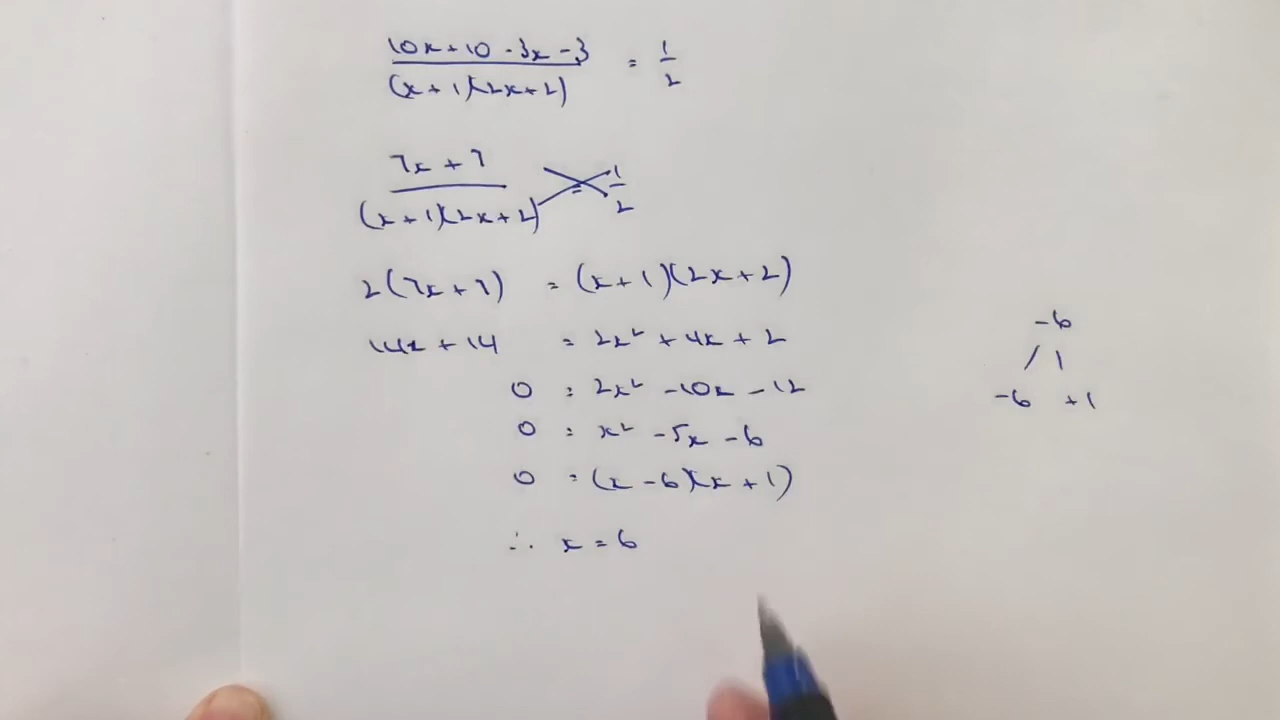 10x+10 -3x -3
―――――――― = 1/2
(x+1)(2x+2)
7x + 7
―――――――― = 1/2
(x+1)(2x+2)
2(7x+7) = (x+1)(2x+2)
14x + 14 = 2x² + 4x + 2
0 = 2x² -10x -12
0 = x² -5x -6
0 = (x -6)(x +1)
∴ x = 6
-6
-6 +1